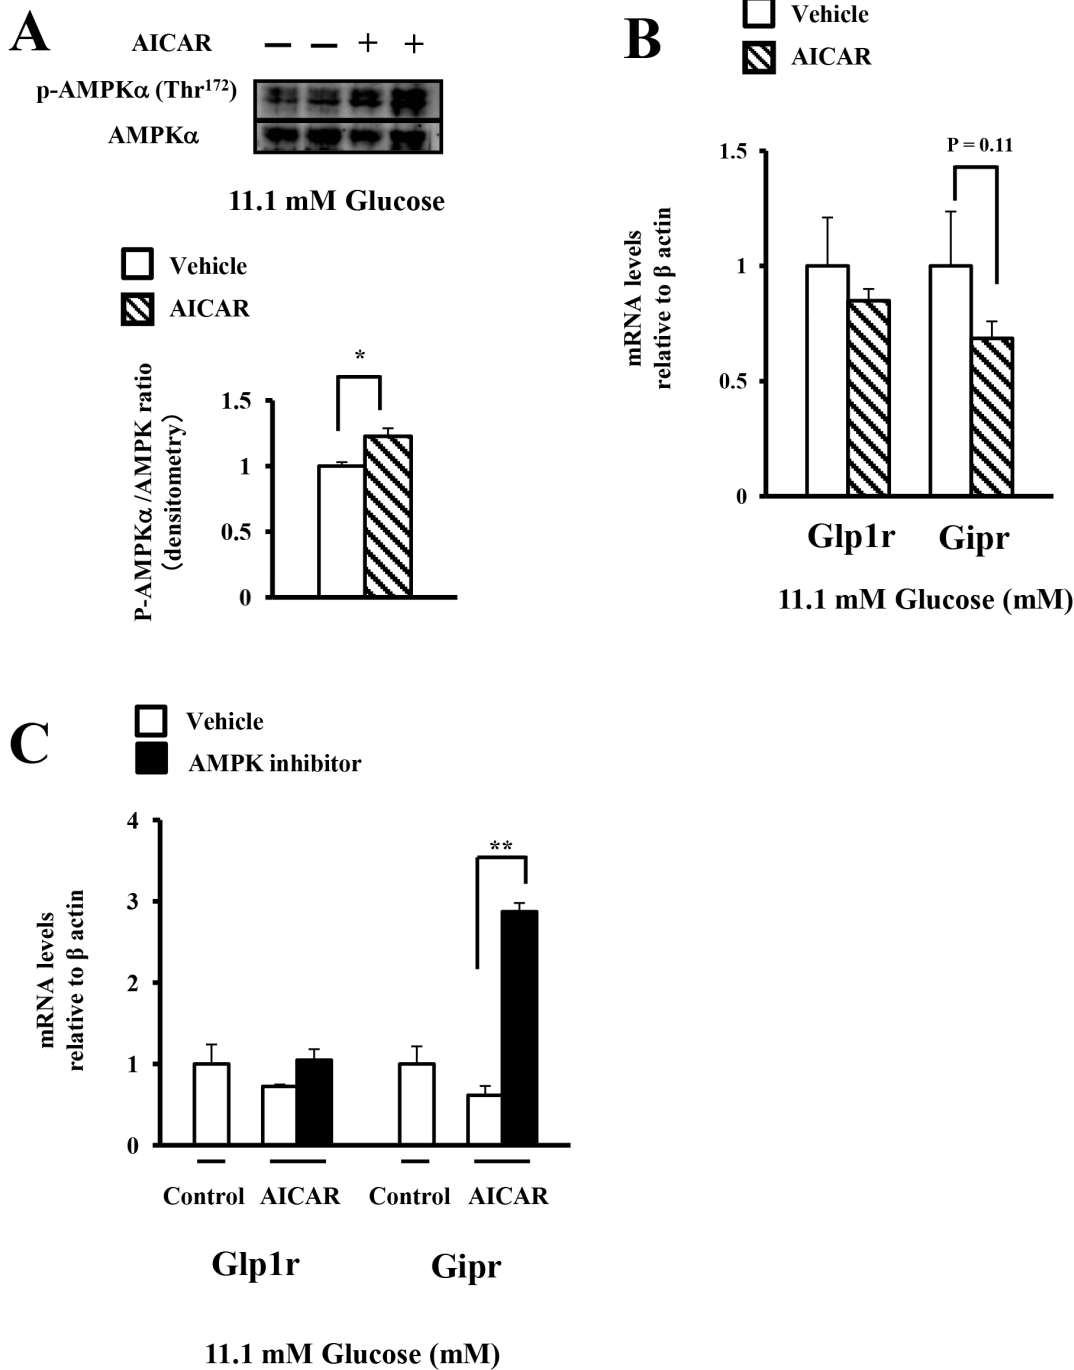 A
AICAR — — + +
p-AMPKα (Thr¹⁷²)
AMPKα
11.1 mM Glucose
Vehicle
AICAR
*
P-AMPKα /AMPK ratio
(densitometry)
1.5
1
0.5
0
B
Vehicle
AICAR
P = 0.11
mRNA levels
relative to β actin
1.5
1
0.5
0
Glp1r Gipr
11.1 mM Glucose (mM)
C
Vehicle
AMPK inhibitor
**
mRNA levels
relative to β actin
4
3
2
1
0
Control AICAR Control AICAR
Glp1r Gipr
11.1 mM Glucose (mM)